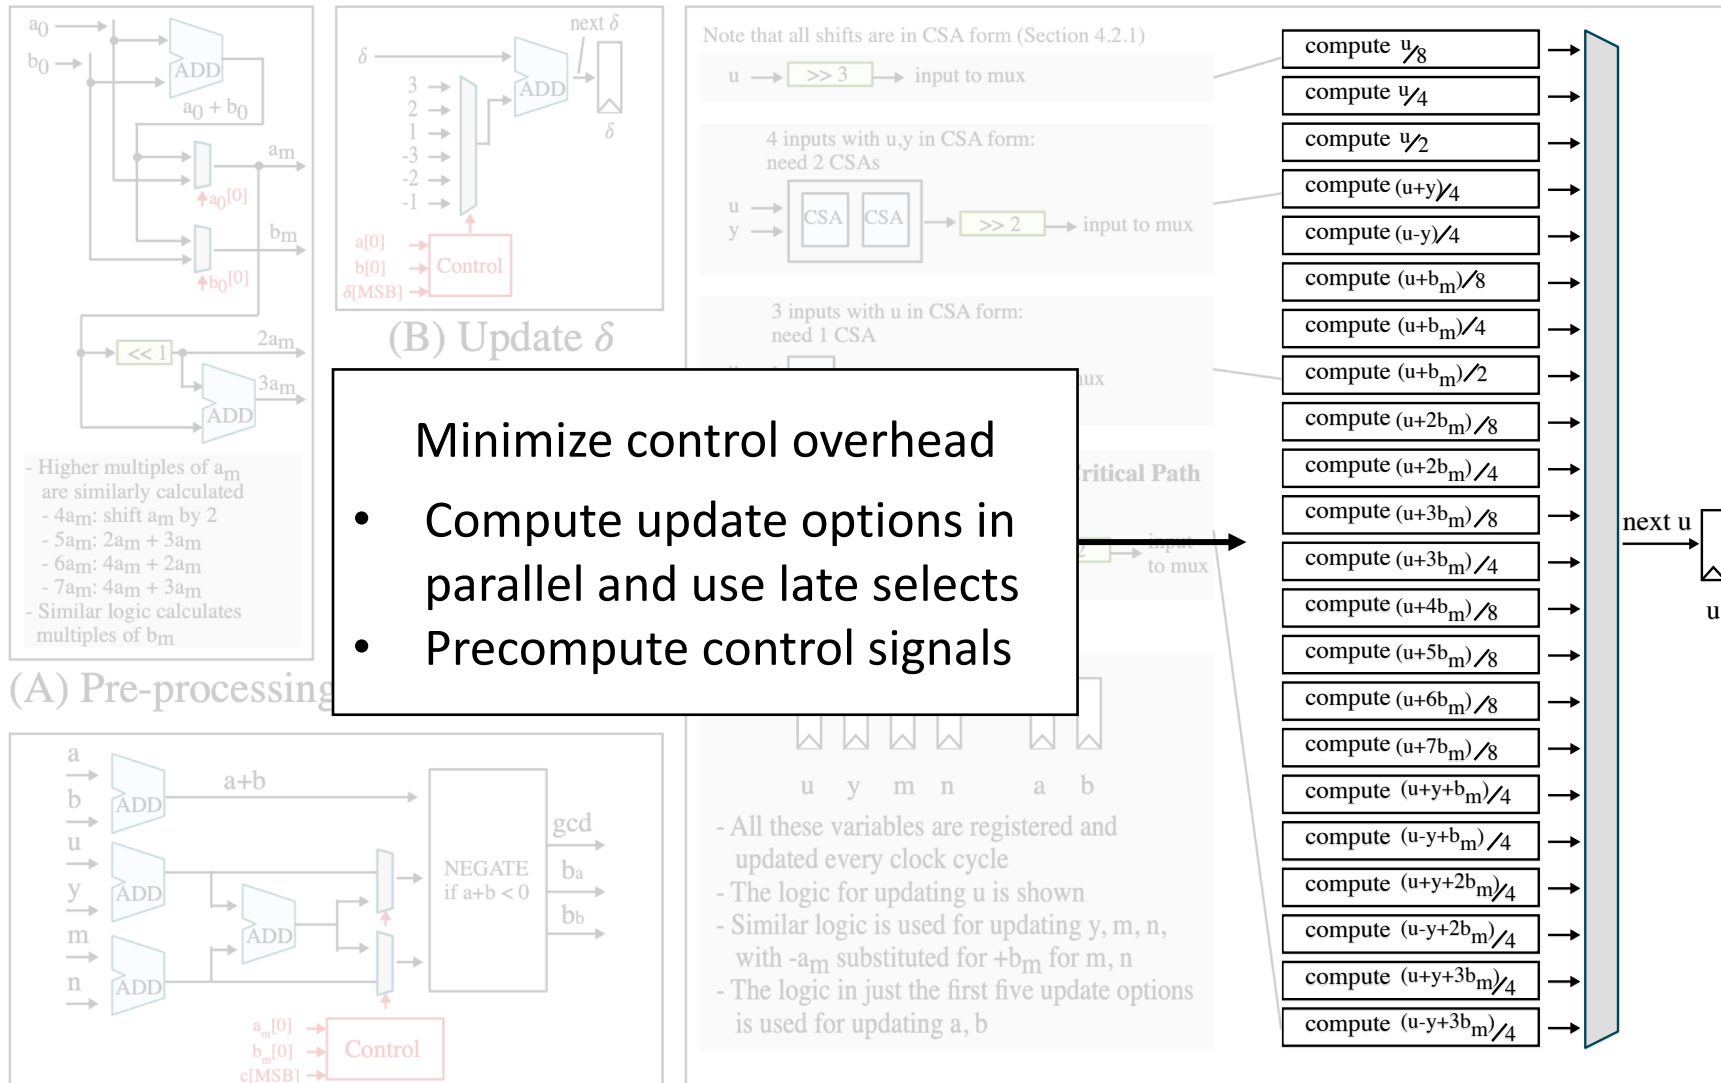 a0
b0
ADD
a0 + b0
am
a0[0]
bm
b0[0]
<< 1
2am
3am
ADD
- Higher multiples of am
are similarly calculated
- 4am: shift am by 2
- 5am: 2am + 3am
- 6am: 4am + 2am
- 7am: 4am + 3am
- Similar logic calculates
multiples of bm
(A) Pre-processing
δ
next δ
ADD
δ
3
2
1
-3
-2
-1
a[0]
b[0]
δ[MSB]
Control
(B) Update δ
Note that all shifts are in CSA form (Section 4.2.1)
u
>> 3
input to mux
4 inputs with u,y in CSA form:
need 2 CSAs
u
y
CSA
CSA
>> 2
input to mux
3 inputs with u in CSA form:
need 1 CSA
Critical Path
input
to mux
Minimize control overhead
• Compute update options in
parallel and use late selects
• Precompute control signals
u y m n a b
- All these variables are registered and
updated every clock cycle
- The logic for updating u is shown
- Similar logic is used for updating y, m, n,
with -am substituted for +bm for m, n
- The logic in just the first five update options
is used for updating a, b
compute u/8
compute u/4
compute u/2
compute (u+y)/4
compute (u-y)/4
compute (u+bm)/8
compute (u+bm)/4
compute (u+bm)/2
compute (u+2bm)/8
compute (u+2bm)/4
compute (u+3bm)/8
compute (u+3bm)/4
compute (u+4bm)/8
compute (u+5bm)/8
compute (u+6bm)/8
compute (u+7bm)/8
compute (u+y+bm)/4
compute (u-y+bm)/4
compute (u+y+2bm)/4
compute (u-y+2bm)/4
compute (u+y+3bm)/4
compute (u-y+3bm)/4
next u
u
a
b
u
y
m
n
ADD
ADD
ADD
ADD
a+b
NEGATE
if a+b < 0
gcd
ba
bb
am[0]
bm[0]
c[MSB]
Control